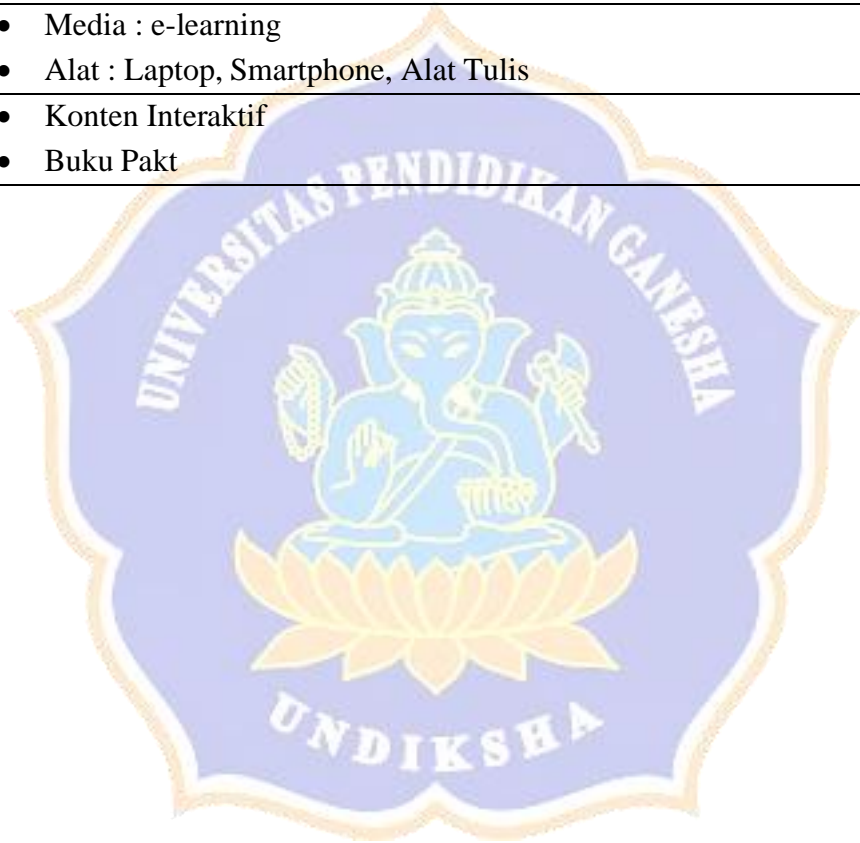 • Media : e-learning
• Alat : Laptop, Smartphone, Alat Tulis
• Konten Interaktif
• Buku Pakt
UNIVERSITAS PENDIDIKAN GANESHA
UNDIKSHA